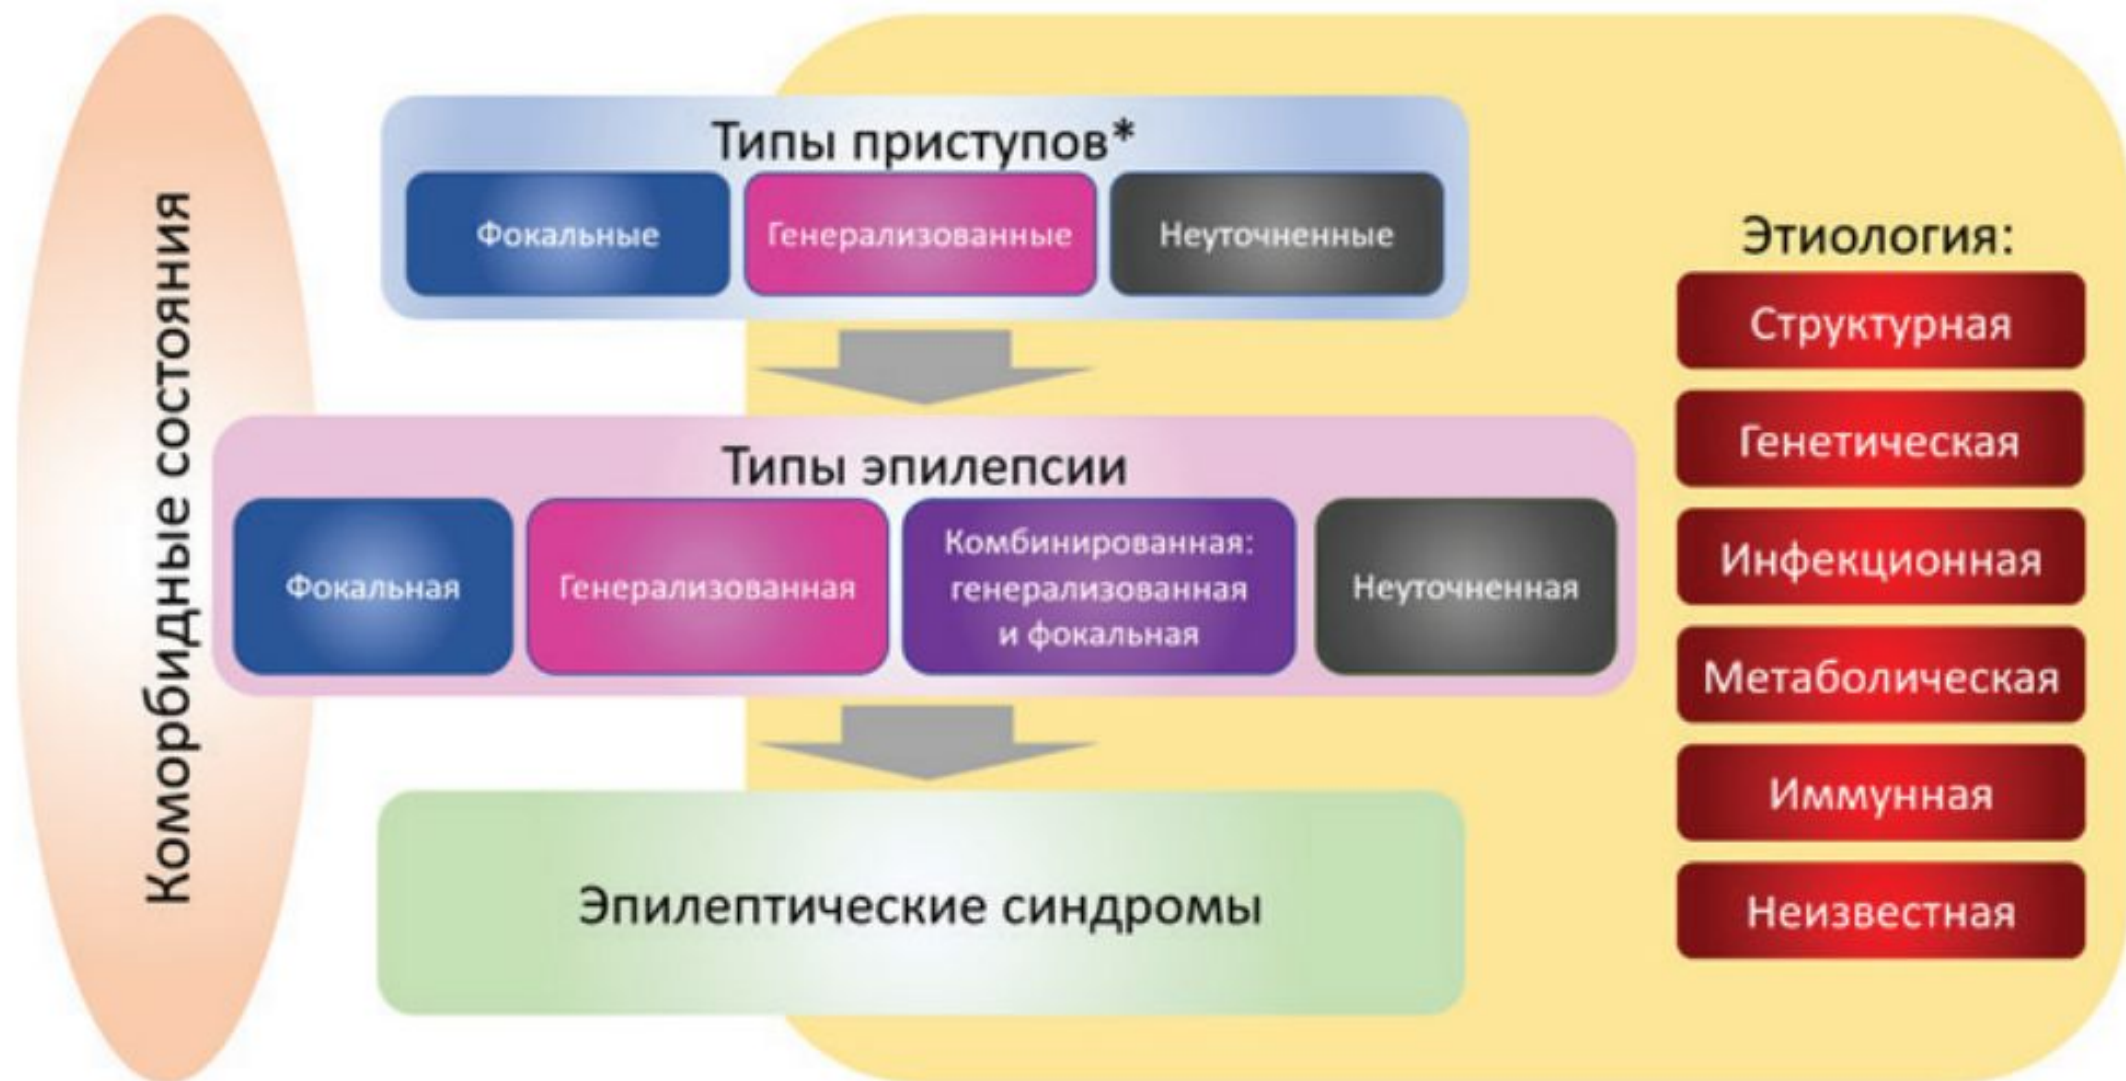 Коморбидные состояния
Типы приступов*
Фокальные
Генерализованные
Неуточненные
Типы эпилепсии
Фокальная
Генерализованная
Комбинированная:
генерализованная
и фокальная
Неуточненная
Эпилептические синдромы
Этиология:
Структурная
Генетическая
Инфекционная
Метаболическая
Иммунная
Неизвестная